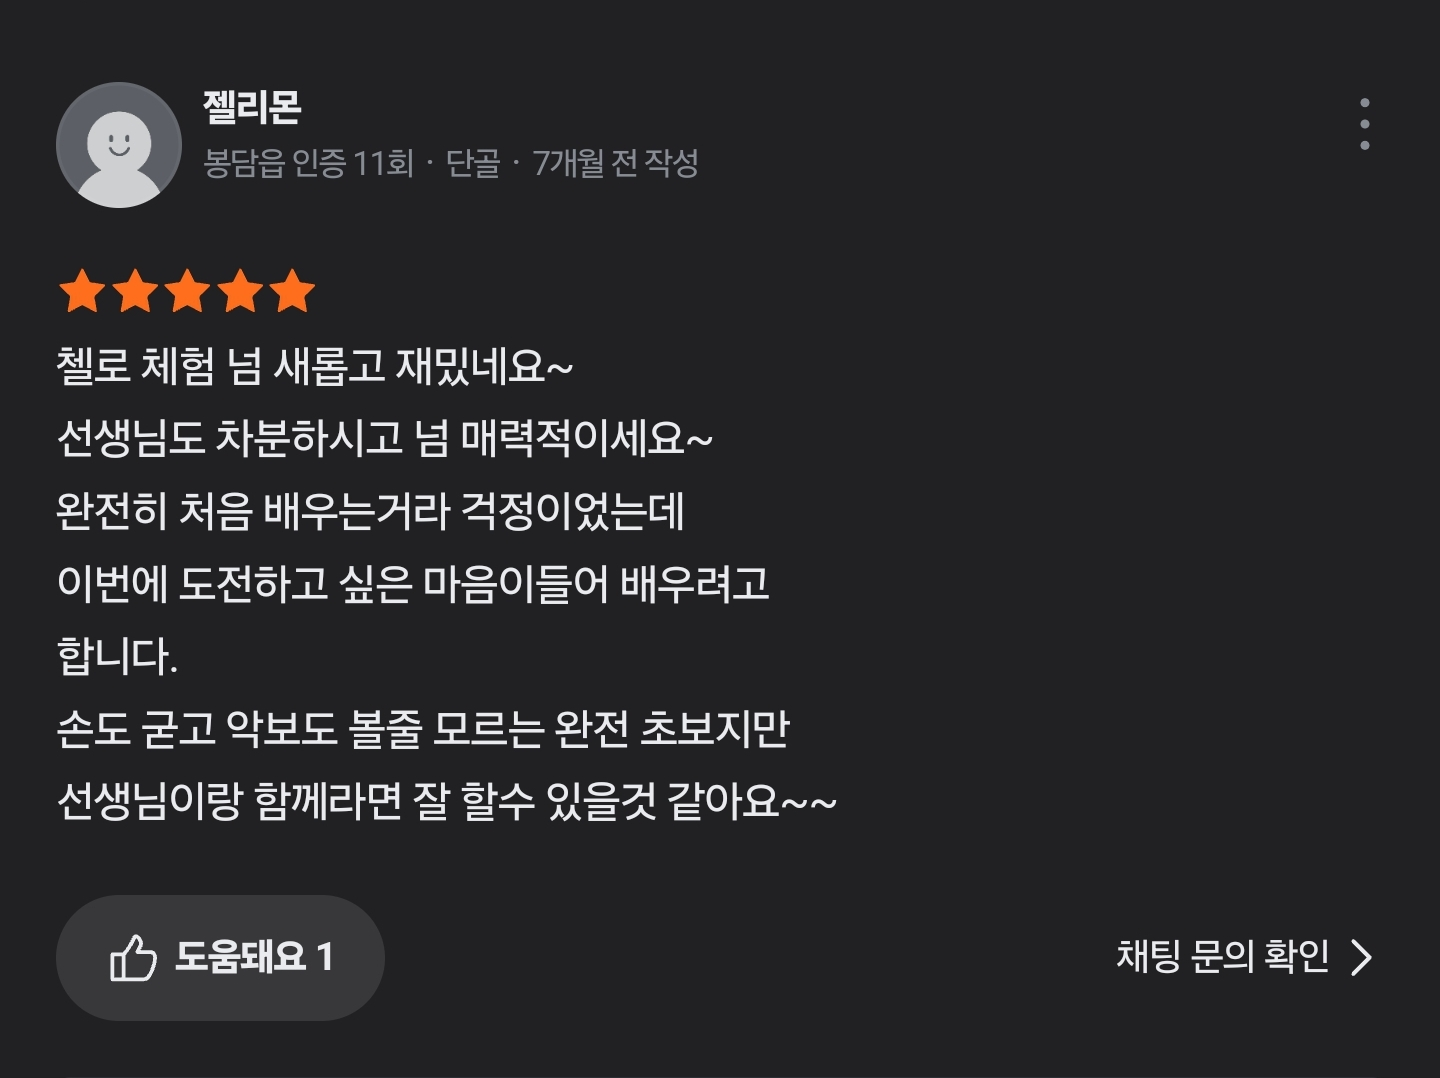 젤리몬
봉담읍 인증 11회 · 단골 · 7개월 전 작성
첼로 체험 넘 새롭고 재밌네요~
선생님도 차분하시고 넘 매력적이세요~
완전히 처음 배우는거라 걱정이었는데
이번에 도전하고 싶은 마음이들어 배우려고
합니다.
손도 굳고 악보도 볼줄 모르는 완전 초보지만
선생님이랑 함께라면 잘 할수 있을것 같아요~~
도움돼요 1
채팅 문의 확인